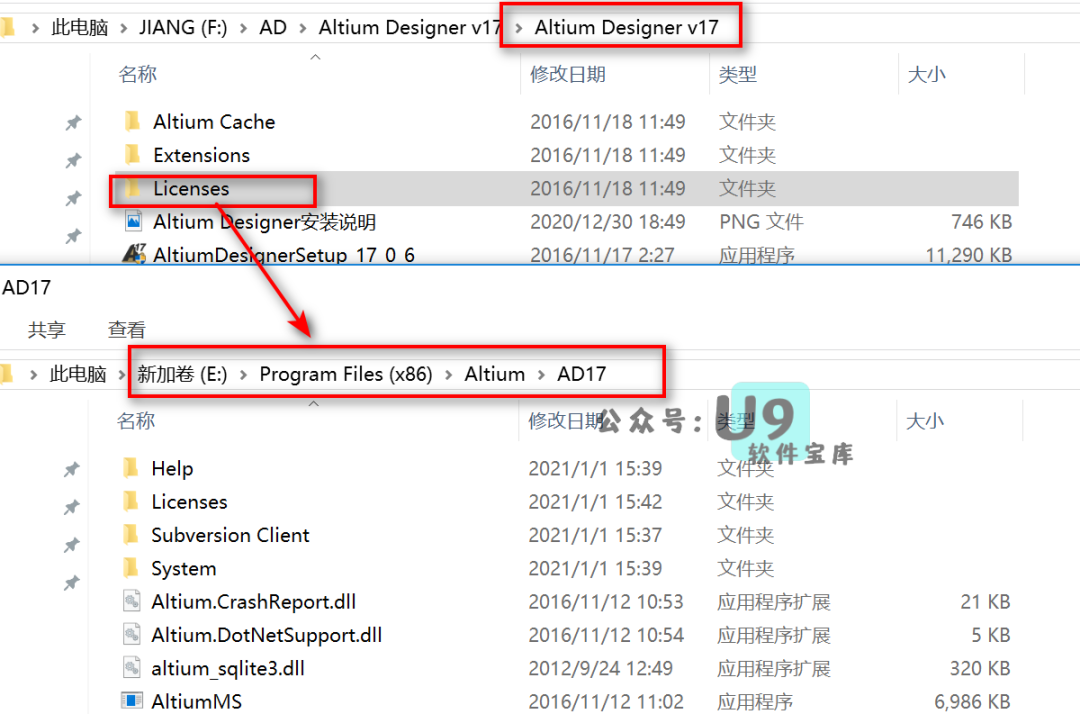 此电脑 > JIANG (F:) > AD > Altium Designer v17 > Altium Designer v17
名称 修改日期 类型 大小
Altium Cache 2016/11/18 11:49 文件夹
Extensions 2016/11/18 11:49 文件夹
Licenses 2016/11/18 11:49 文件夹
Altium Designer安装说明 2020/12/30 18:49 PNG 文件 746 KB
AltiumDesignerSetup_17_0_6 2016/11/17 2:27 应用程序 11,290 KB
AD17
共享 查看
此电脑 > 新加卷 (E:) > Program Files (x86) > Altium > AD17
名称 修改日期 类型 大小
公众号: U9
软件宝库
Help 2021/1/1 15:39 文件夹
Licenses 2021/1/1 15:42 文件夹
Subversion Client 2021/1/1 15:37 文件夹
System 2021/1/1 15:39 文件夹
Altium.CrashReport.dll 2016/11/12 10:53 应用程序扩展 21 KB
Altium.DotNetSupport.dll 2016/11/12 10:54 应用程序扩展 5 KB
altium_sqlite3.dll 2012/9/24 12:49 应用程序扩展 320 KB
AltiumMS 2016/11/12 11:02 应用程序 6,986 KB